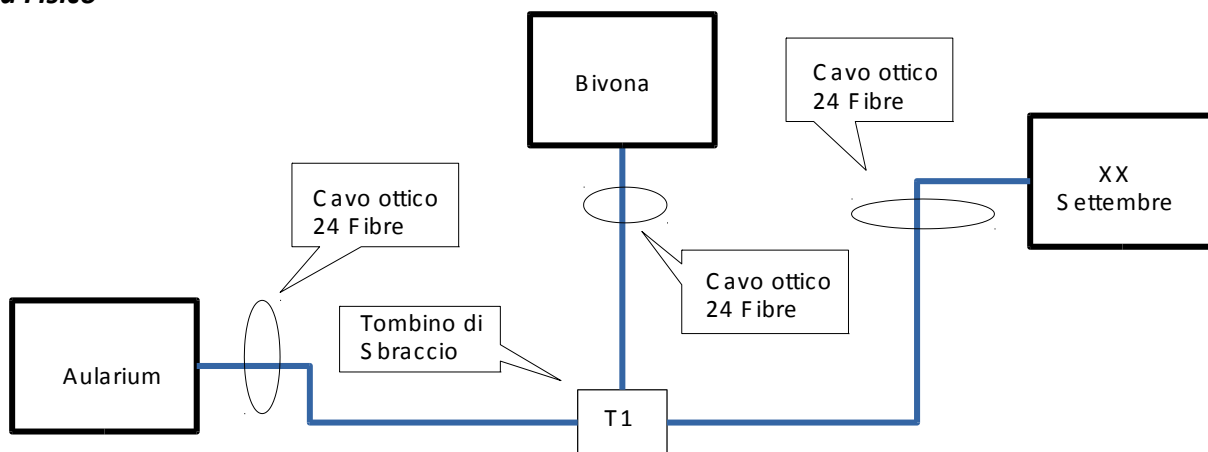 a Fisico
Bivona
Cavo ottico
24 Fibre
XX
Settembre
Cavo ottico
24 Fibre
Cavo ottico
24 Fibre
Tombino di
Sbraccio
Aularium
T1